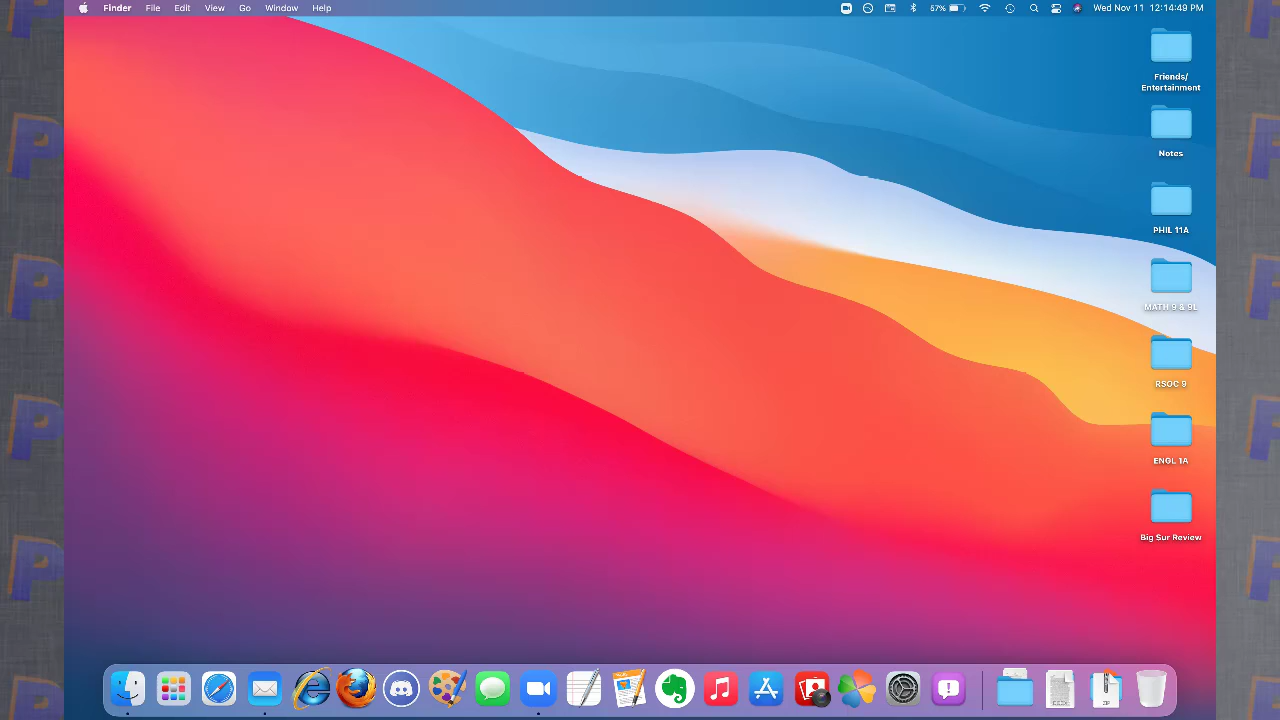 Finder File Edit View Go Window Help 57% Wed Nov 11 12:14:49 PM
Friends/
Entertainment
Notes
PHIL 11A
MATH 9 & 9L
RSOC 9
ENGL 1A
Big Sur Review
ZIP